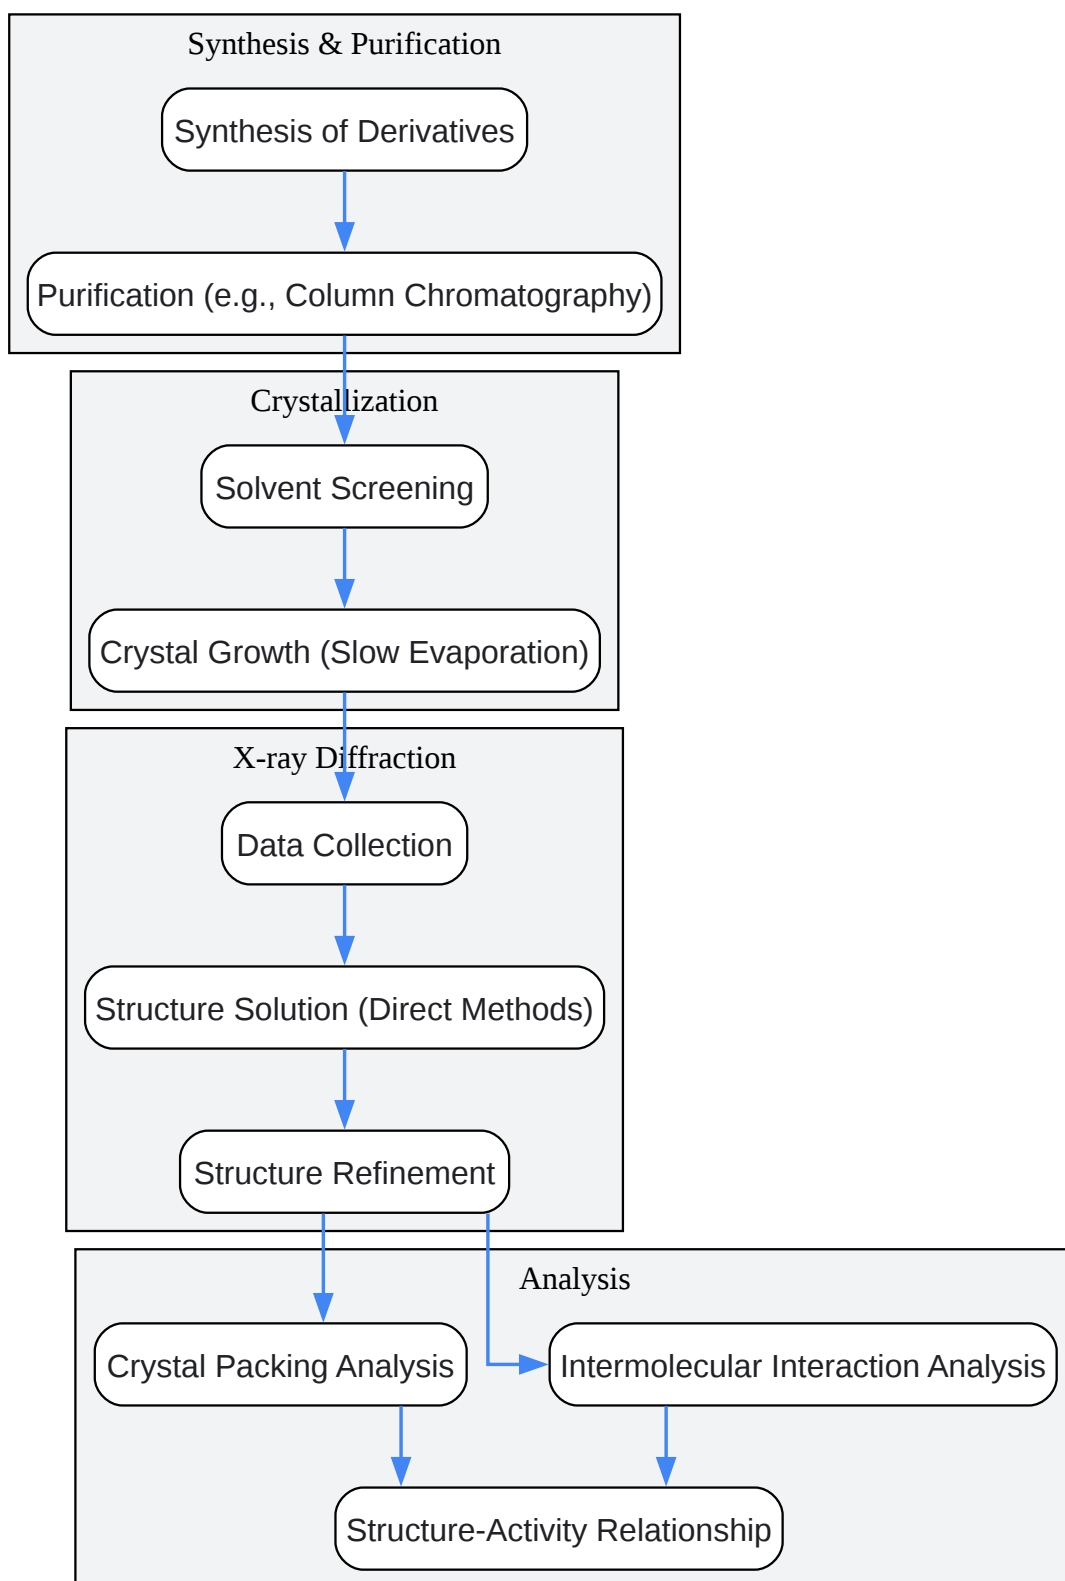 Synthesis & Purification
Synthesis of Derivatives
Purification (e.g., Column Chromatography)
Crystallization
Solvent Screening
Crystal Growth (Slow Evaporation)
X-ray Diffraction
Data Collection
Structure Solution (Direct Methods)
Structure Refinement
Analysis
Crystal Packing Analysis
Intermolecular Interaction Analysis
Structure-Activity Relationship